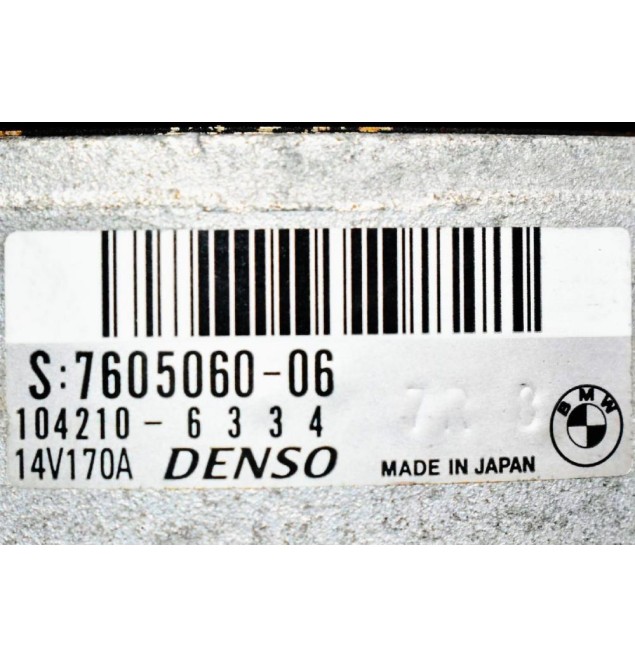 S:7605060-06
104210-6334
14V170A DENSO MADE IN JAPAN
BMW